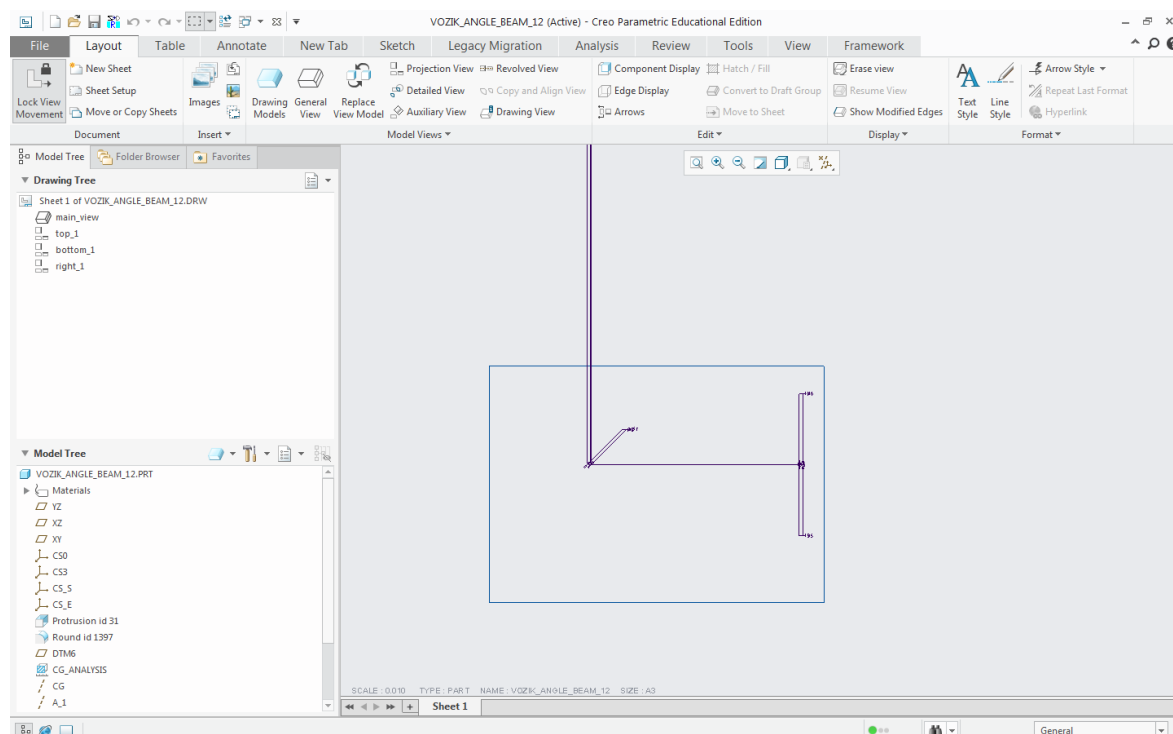 VOZIK_ANGLE_BEAM_12 (Active) - Creo Parametric Educational Edition
File Layout Table Annotate New Tab Sketch Legacy Migration Analysis Review Tools View Framework
Lock View Movement
New Sheet
Sheet Setup
Move or Copy Sheets
Document
Images
Insert
Drawing Models
General View
Replace View Model
Projection View
Detailed View
Auxiliary View
Revolved View
Copy and Align View
Drawing View
Model Views
Component Display
Edge Display
Arrows
Hatch / Fill
Convert to Draft Group
Move to Sheet
Edit
Erase view
Resume View
Show Modified Edges
Display
Text Style
Line Style
Arrow Style
Repeat Last Format
Hyperlink
Format
Model Tree Folder Browser Favorites
Drawing Tree
Sheet 1 of VOZIK_ANGLE_BEAM_12.DRW
main_view
top_1
bottom_1
right_1
Model Tree
VOZIK_ANGLE_BEAM_12.PRT
Materials
YZ
XZ
XY
CS0
CS3
CS_S
CS_E
Protrusion id 31
Round id 1397
DTM6
CG_ANALYSIS
CG
A_1
SCALE : 0.010 TYPE : PART NAME : VOZIK_ANGLE_BEAM_12 SIZE : A3
Sheet 1
General